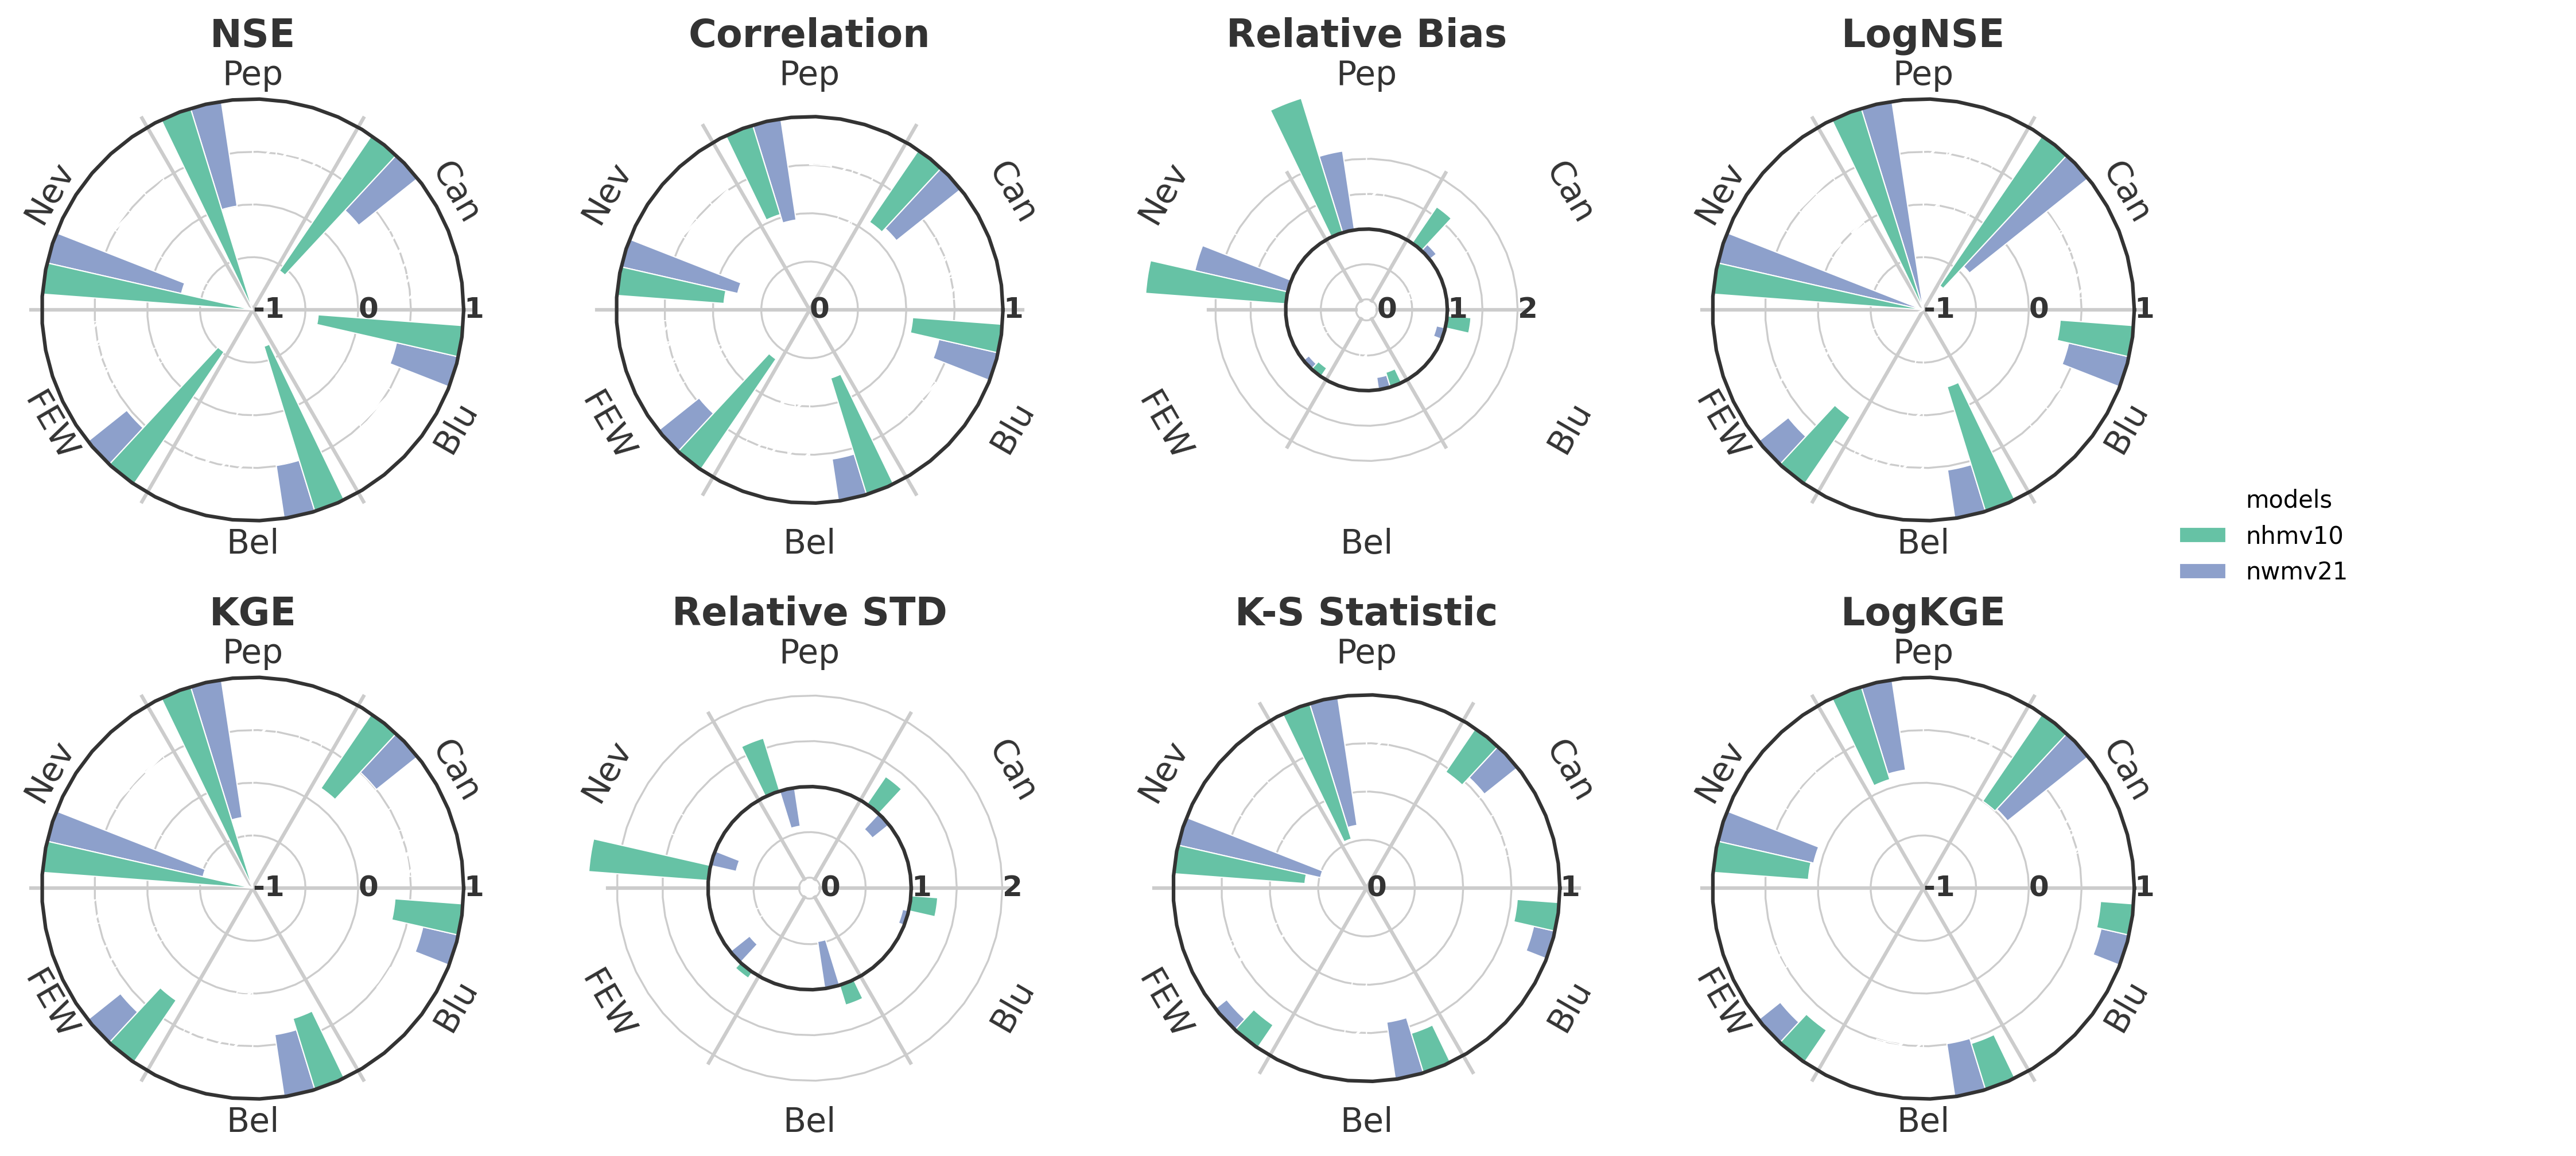 NSE
Pep
Nev
Can
-1 0 1
FEW
Blu
Bel
Correlation
Pep
Nev
Can
0 1
FEW
Blu
Bel
Relative Bias
Pep
Nev
Can
0 1 2
FEW
Blu
Bel
LogNSE
Pep
Nev
Can
-1 0 1
FEW
Blu
Bel
models
nhmv10
nwmv21
KGE
Pep
Nev
Can
-1 0 1
FEW
Blu
Bel
Relative STD
Pep
Nev
Can
0 1 2
FEW
Blu
Bel
K-S Statistic
Pep
Nev
Can
0 1
FEW
Blu
Bel
LogKGE
Pep
Nev
Can
-1 0 1
FEW
Blu
Bel